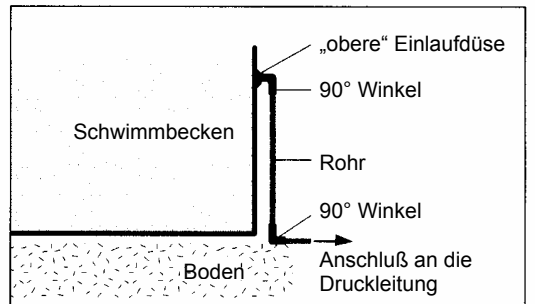 „obere“ Einlaufdüse
90° Winkel
Schwimmbecken
Rohr
90° Winkel
Anschluß an die
Druckleitung
Boden